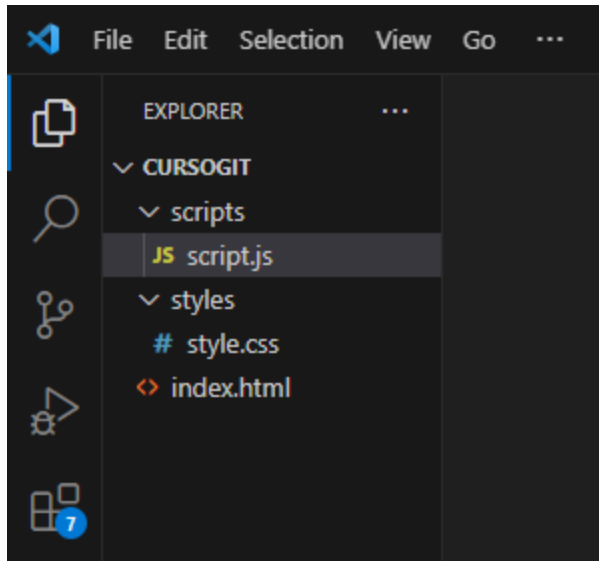 File Edit Selection View Go ...
EXPLORER ...
CURSOGIT
scripts
JS script.js
styles
# style.css
<> index.html
7